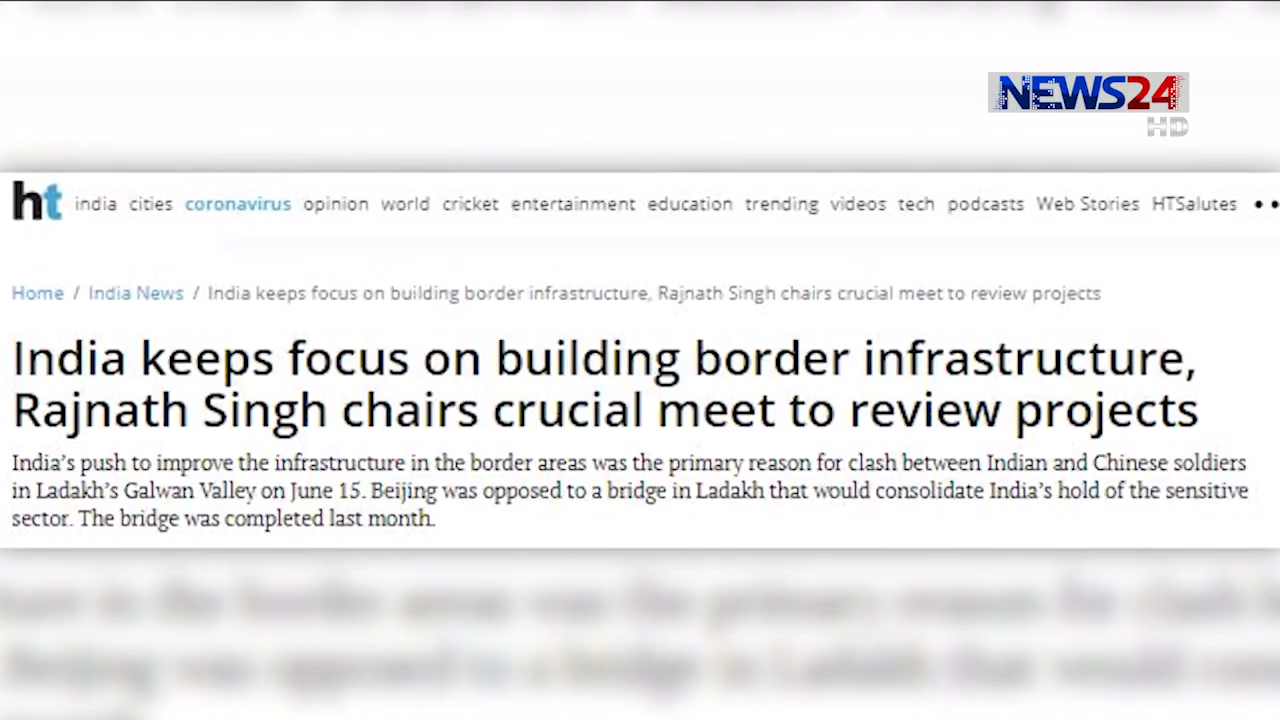 NEWS24
HD
ht india cities coronavirus opinion world cricket entertainment education trending videos tech podcasts Web Stories HTSalutes
Home / India News / India keeps focus on building border infrastructure, Rajnath Singh chairs crucial meet to review projects
India keeps focus on building border infrastructure,
Rajnath Singh chairs crucial meet to review projects
India's push to improve the infrastructure in the border areas was the primary reason for clash between Indian and Chinese soldiers
in Ladakh's Galwan Valley on June 15. Beijing was opposed to a bridge in Ladakh that would consolidate India's hold of the sensitive
sector. The bridge was completed last month.